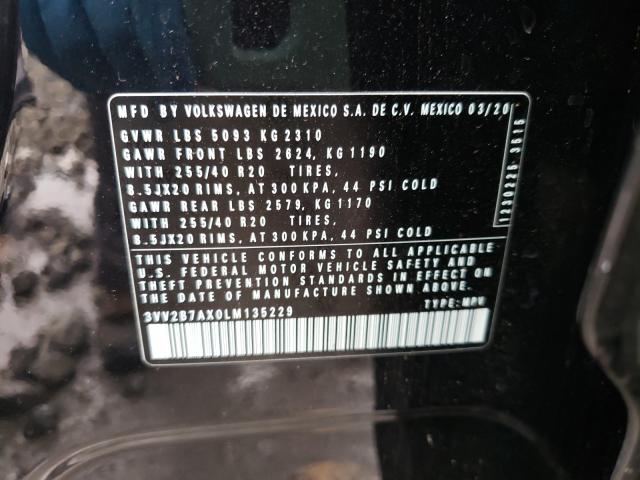 MFD BY VOLKSWAGEN DE MEXICO S.A. DE C.V. MEXICO 03/20
GVWR LBS 5093 KG 2310
GAWR FRONT LBS 2624, KG 1190
WITH 255/40 R20 TIRES,
8.5JX20 RIMS, AT 300 KPA, 44 PSI COLD
GAWR REAR LBS 2579, KG 1170
WITH 255/40 R20 TIRES,
8.5JX20 RIMS, AT 300 KPA, 44 PSI COLD
THIS VEHICLE CONFORMS TO ALL APPLICABLE
U.S. FEDERAL MOTOR VEHICLE SAFETY AND
THEFT PREVENTION STANDARDS IN EFFECT ON
THE DATE OF MANUFACTURE SHOWN ABOVE.
3VV2B7AX0LM135229 TYPE: MPV
1230226 3615